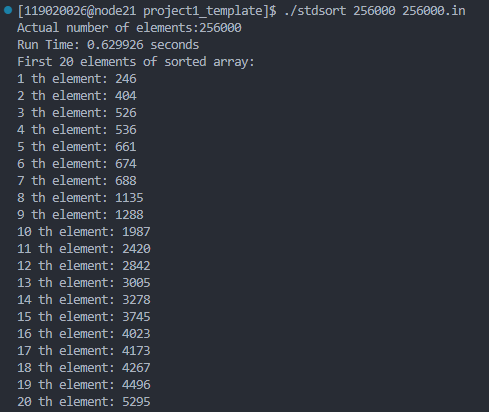 [119020026@node21 project1_template]$ ./stdsort 256000 256000.in
Actual number of elements:256000
Run Time: 0.629926 seconds
First 20 elements of sorted array:
1 th element: 246
2 th element: 404
3 th element: 526
4 th element: 536
5 th element: 661
6 th element: 674
7 th element: 688
8 th element: 1135
9 th element: 1288
10 th element: 1987
11 th element: 2420
12 th element: 2842
13 th element: 3005
14 th element: 3278
15 th element: 3745
16 th element: 4023
17 th element: 4173
18 th element: 4267
19 th element: 4496
20 th element: 5295